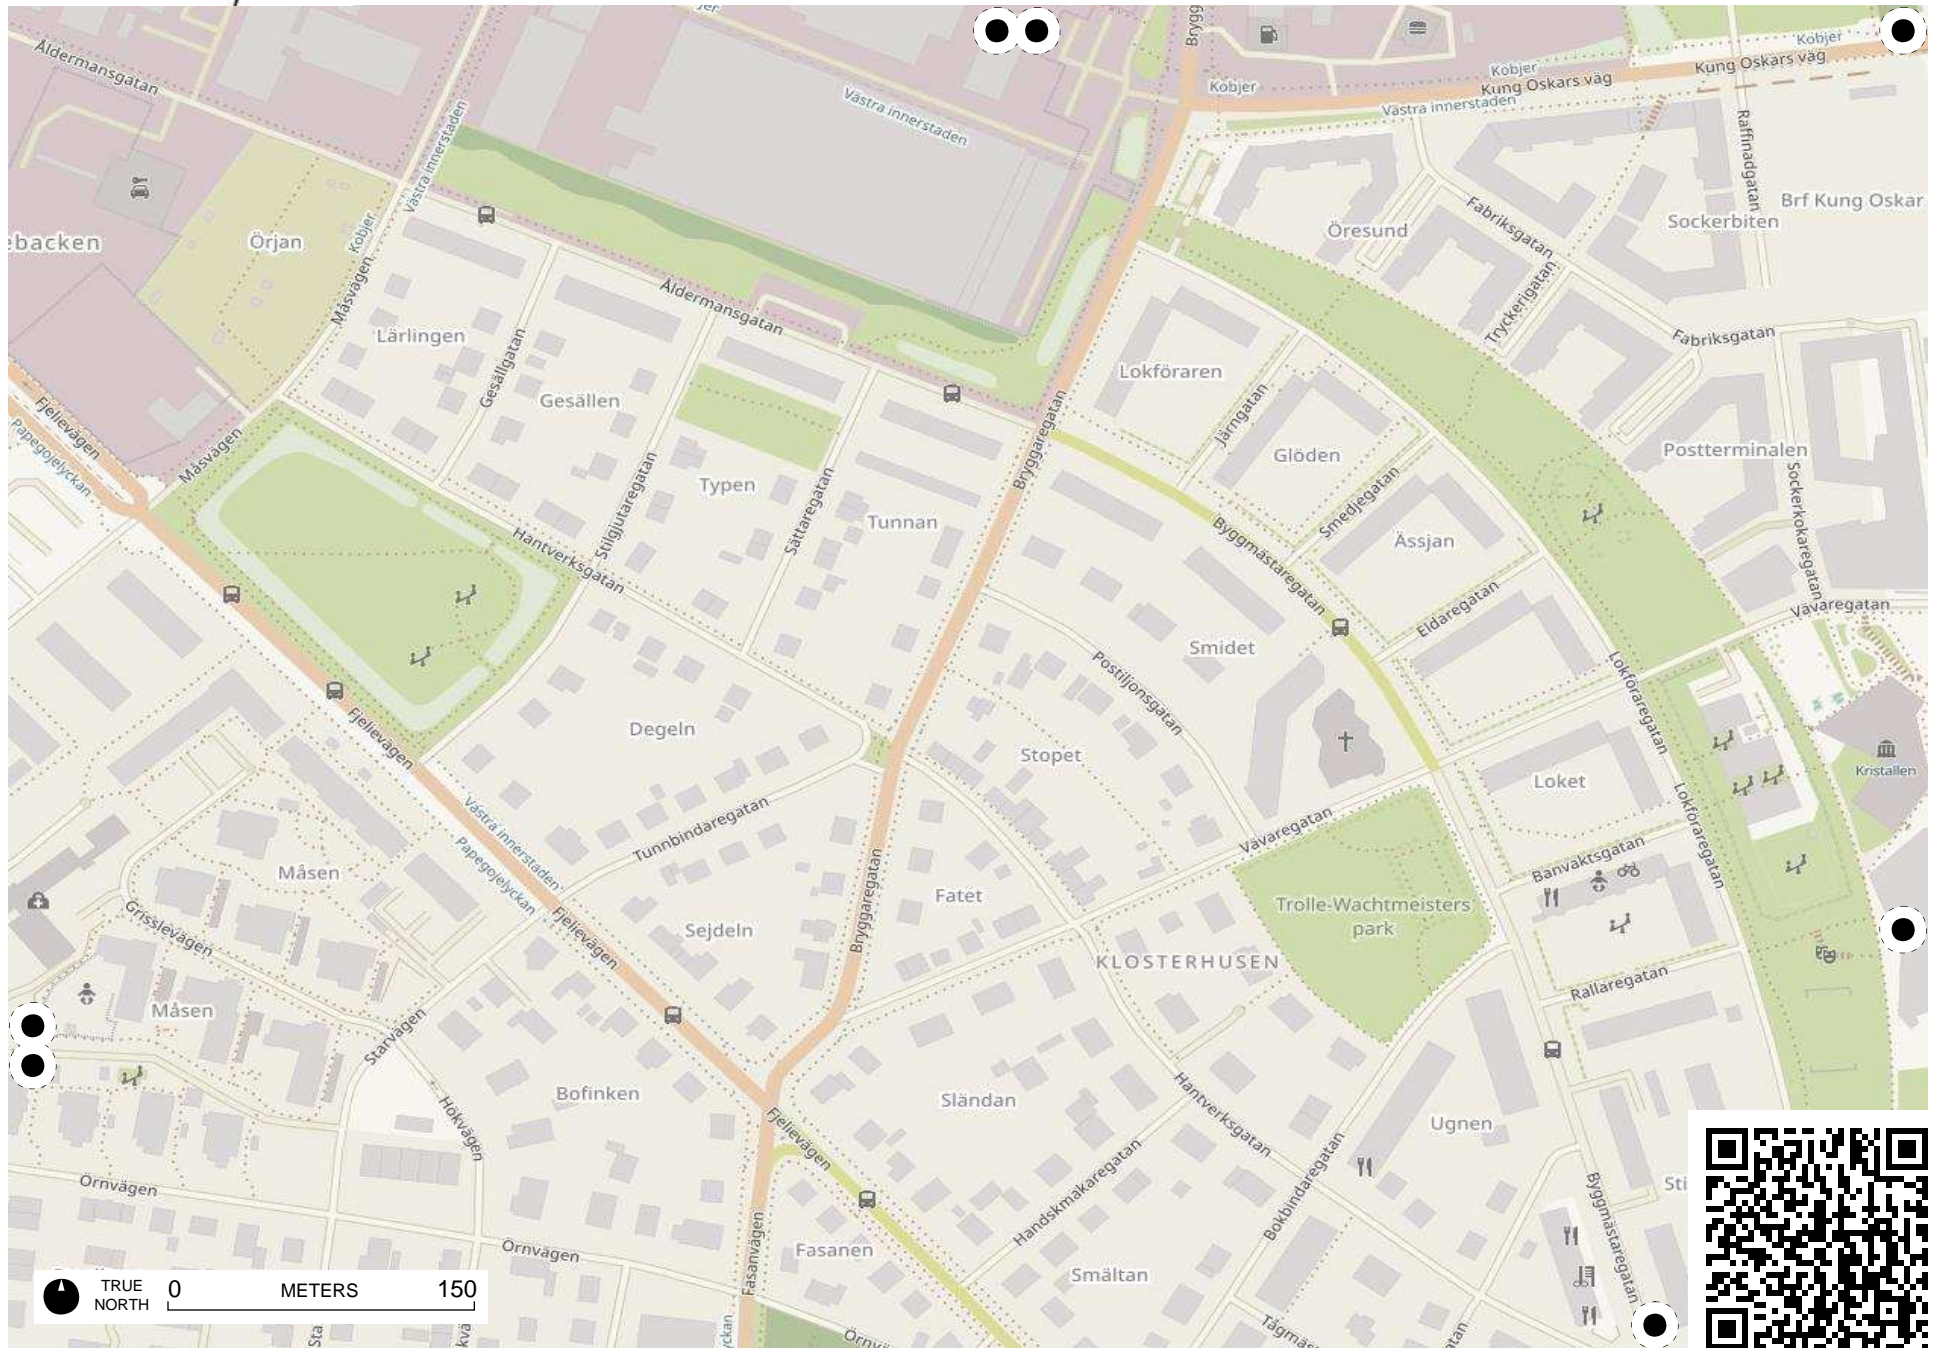 Kobjer
Kung Oskars väg
Kobjer
Kung Oskars väg
Kobjer
Västra innerstaden
Åldermansgatan
Västra innerstaden
Västra innerstaden
Raffinadgatan
Brf Kung Oskar
Sockerbiten
Fabriksgatan
Öresund
Örjan
ebacken
Kobjer
Måsvägen
Åldermansgatan
Tryckerigatan
Fabriksgatan
Lärlingen
Gesällgatan
Gesällen
Lokföraren
Järngatan
Fjelievägen
Papegojelyckan
Måsvägen
Bryggaregatan
Glöden
Postterminalen
Sockerkokaregatan
Typen
Stilgjutaregatan
Sättaregatan
Tunnan
Smedjegatan
Ässjan
Hantverksgatan
Byggmästaregatan
Eldaregatan
Vävaregatan
Smidet
Postiljonsgatan
Lokföraregatan
Degeln
Fjelievägen
Stopet
Loket
Kristallen
Lokföraregatan
Västra innerstaden
Papegojelyckan
Tunnbindaregatan
Vävaregatan
Banvaktsgatan
Måsen
Bryggaregatan
Fatet
Trolle-Wachtmeisters
park
Grisslevägen
Fjelievägen
Sejdeln
KLOSTERHUSEN
Rallaregatan
Måsen
Starvägen
Hökvägen
Bofinken
Sländan
Hantverksgatan
Ugnen
Fjelievägen
Handskmakaregatan
Bokbindaregatan
Byggmästaregatan
Sti
Örnvägen
Örnvägen
Fasanvägen
Fasanen
Smältan
TRUE
NORTH
0 METERS 150